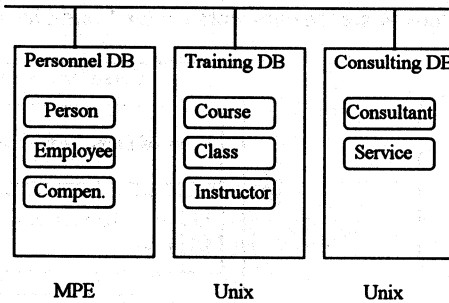 Personnel DB
Person
Employee
Compen.
MPE
Training DB
Course
Class
Instructor
Unix
Consulting DB
Consultant
Service
Unix